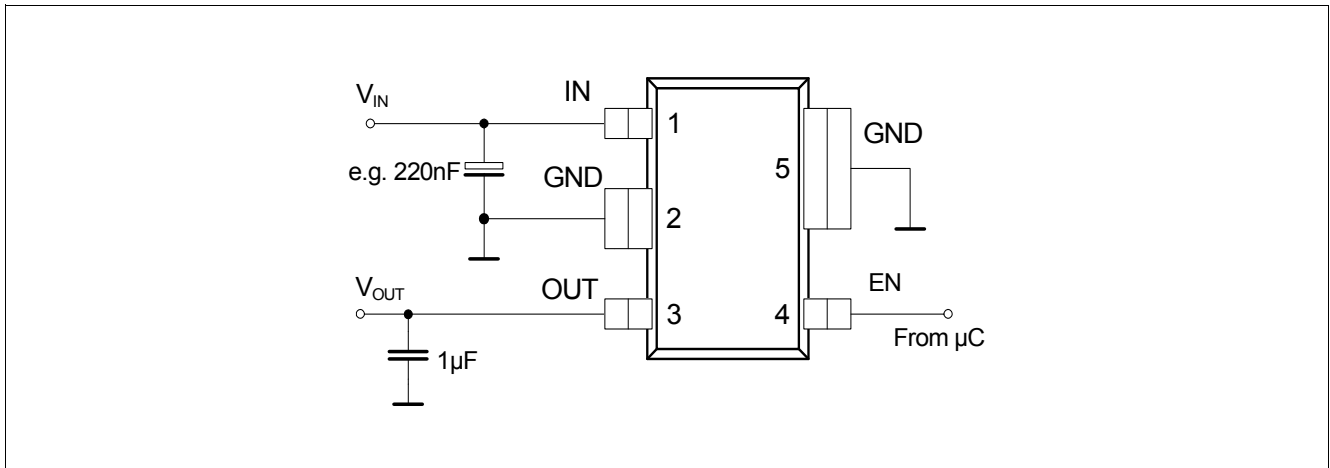 V_IN
IN
1
e.g. 220nF
GND
2
V_OUT
OUT
3
1µF
GND
5
EN
4
From µC